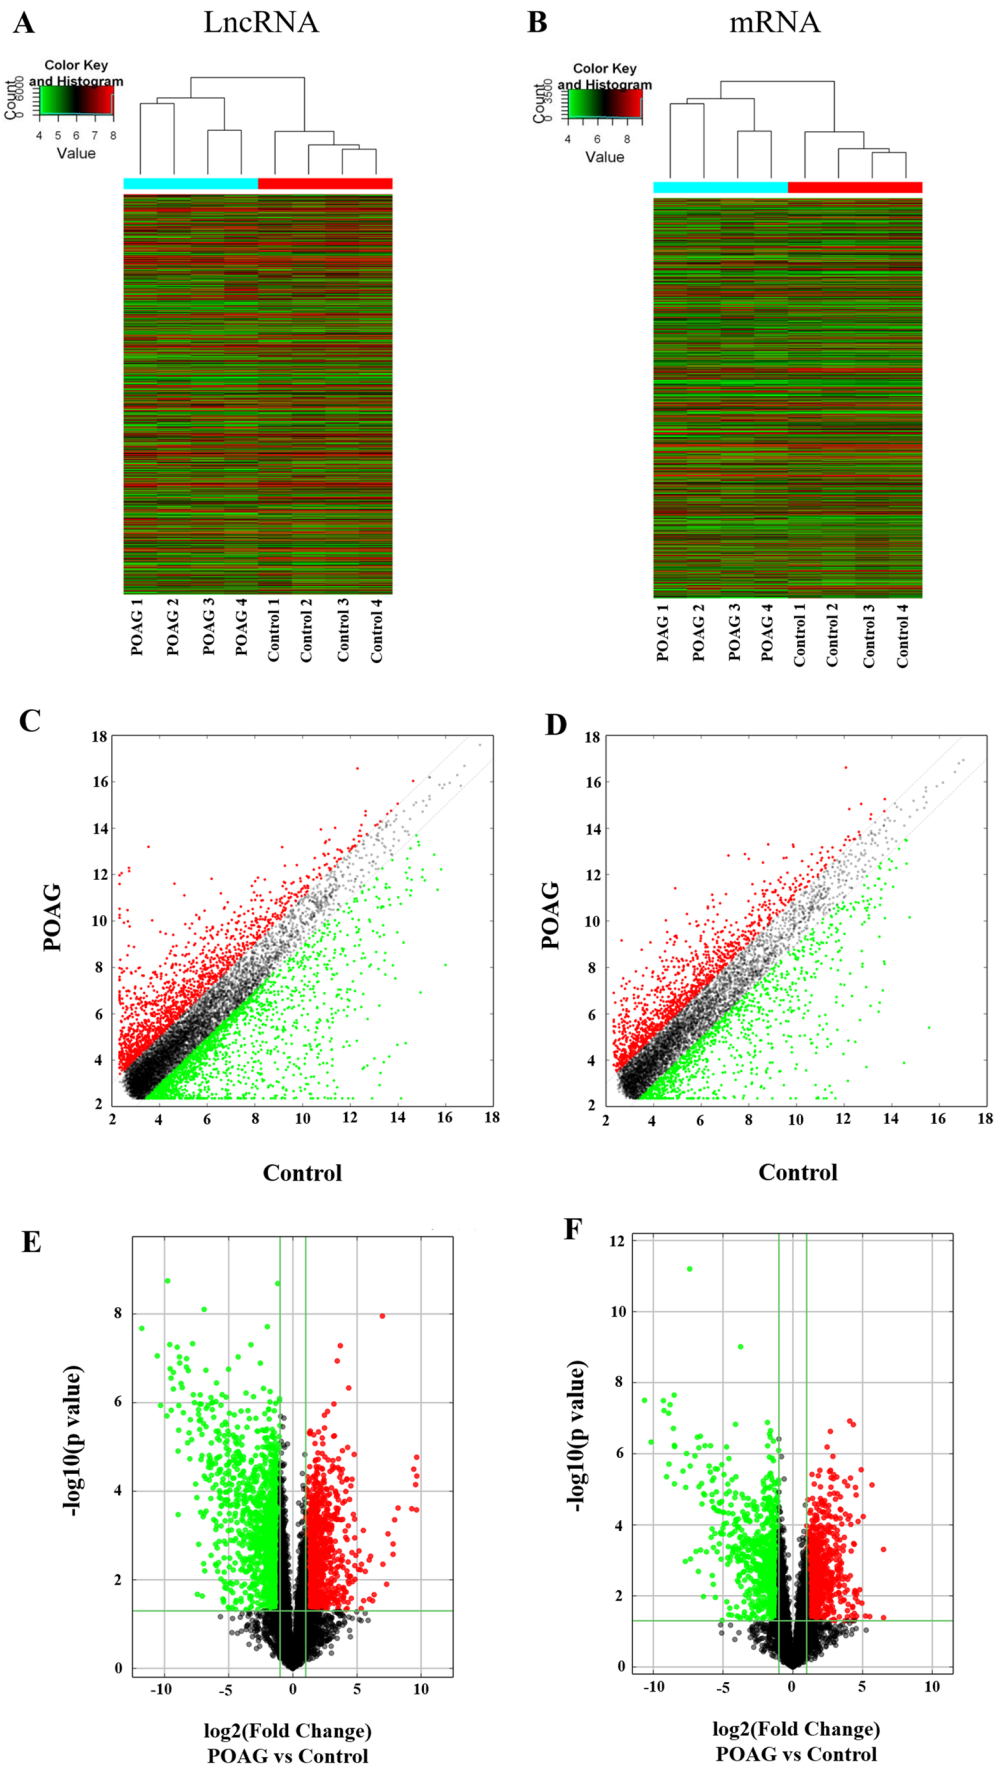 A LncRNA
B mRNA
Color Key
and Histogram
Count
0 6000
4 5 6 7 8
Value
Color Key
and Histogram
Count
0 3500
4 6 8
Value
POAG 1
POAG 2
POAG 3
POAG 4
Control 1
Control 2
Control 3
Control 4
POAG 1
POAG 2
POAG 3
POAG 4
Control 1
Control 2
Control 3
Control 4
C
18
16
14
12
10
8
6
4
2
POAG
2 4 6 8 10 12 14 16 18
Control
D
18
16
14
12
10
8
6
4
2
POAG
2 4 6 8 10 12 14 16 18
Control
E
8
6
4
2
0
-log10(p value)
-10 -5 0 5 10
log2(Fold Change)
POAG vs Control
F
12
10
8
6
4
2
0
-log10(p value)
-10 -5 0 5 10
log2(Fold Change)
POAG vs Control